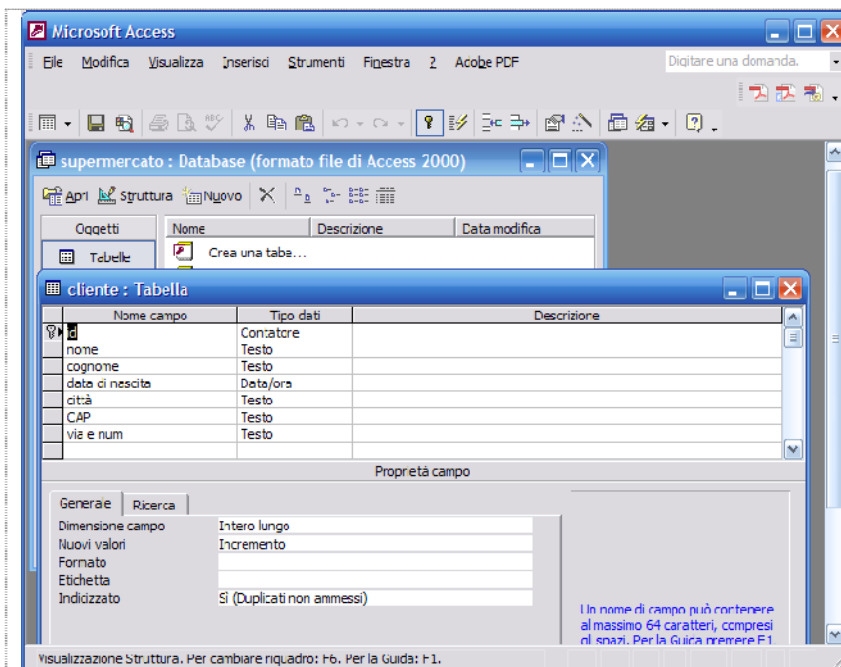 Microsoft Access
File Modifica Visualizza Inserisci Strumenti Finestra ? Acobe PDF Digitare una domanda.
supermercato : Database (formato file di Access 2000)
Apri Struttura Nuovo
Oggetti Nome Descrizione Data modifica
Tabelle Crea una tabe...
cliente : Tabella
Nome campo Tipo dati Descrizione
id Contatore
nome Testo
cognome Testo
data di nascita Data/ora
città Testo
CAP Testo
via e num Testo
Proprietà campo
Generale Ricerca
Dimensione campo Intero lungo
Nuovi valori Incremento
Formato
Etichetta
Indicizzato Sì (Duplicati non ammessi)
Un nome di campo può contenere
al massimo 64 caratteri, compresi
gli spazi. Per la Guida premere F1.
Visualizzazione Struttura. Per cambiare riquadro: F6. Per la Guida: F1.